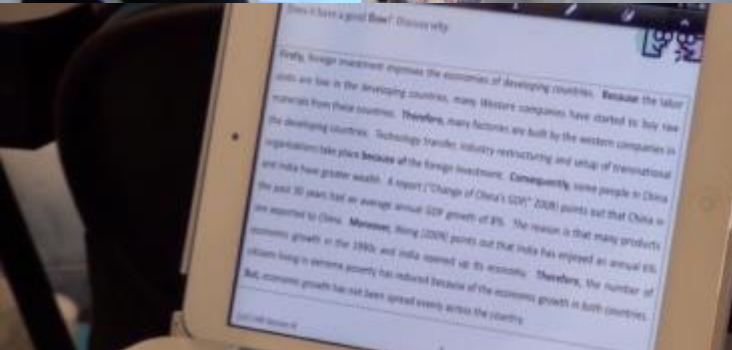 Does it have a good flow? Discuss why.
Firstly, foreign investment improves the economies of developing countries. Because the labor
costs are low in the developing countries, many Western companies have started to buy raw
materials from these countries. Therefore, many factories are built by the western companies in
the developing countries. Technology transfer, industry restructuring and setup of transnational
organisations take place because of the foreign investment. Consequently, some people in China
and India have greater wealth. A report ("Change of China's GDP," 2008) points out that China in
the past 30 years had an average annual GDP growth of 8%. The reason is that many products
are exported to China. Moreover, (2009) points out that India has enjoyed an annual 6%
economic growth in the 1990s and India opened up its economy. Therefore, the number of
citizens living in extreme poverty has reduced because of the economic growth in both countries.
But, economic growth has not been spread evenly across the country.